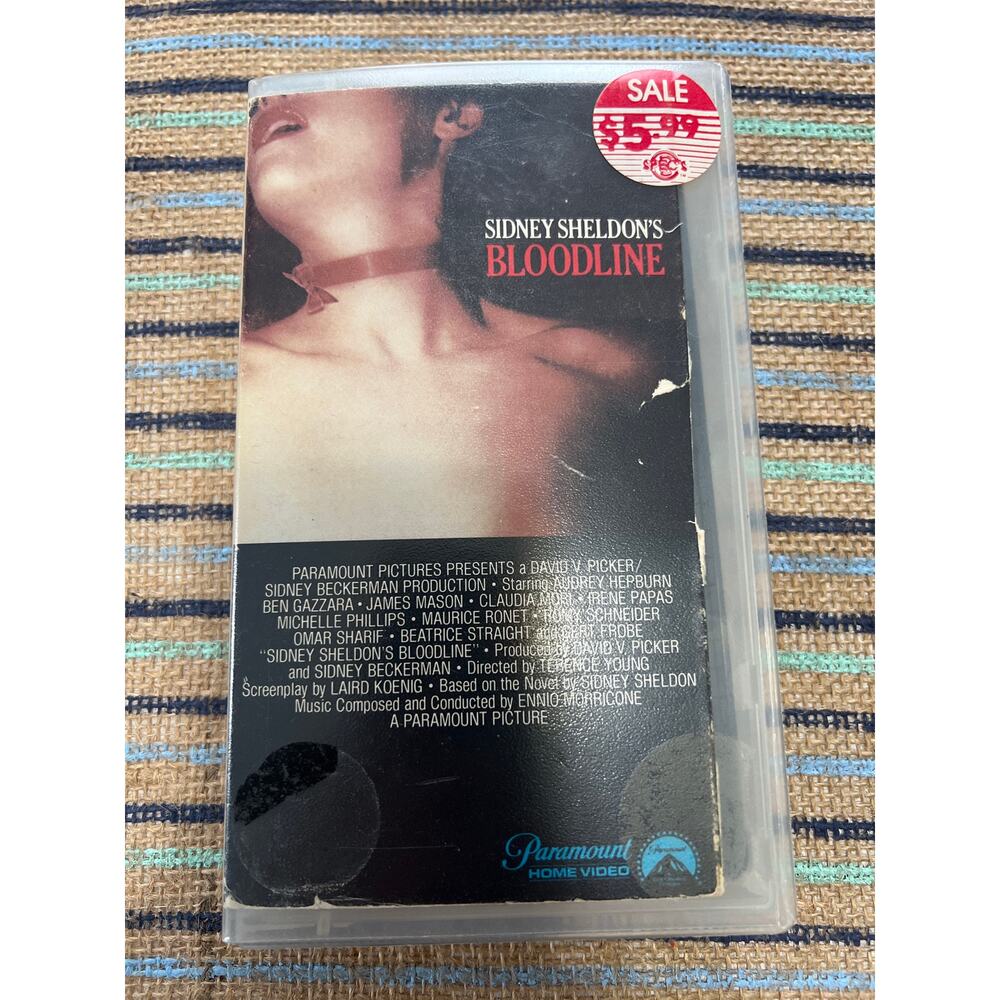 SALE
$5.99
SPEC'S
SIDNEY SHELDON'S
BLOODLINE
PARAMOUNT PICTURES PRESENTS a DAVID V. PICKER/
SIDNEY BECKERMAN PRODUCTION • Starring AUDREY HEPBURN
BEN GAZZARA • JAMES MASON • CLAUDIA MORI • IRENE PAPAS
MICHELLE PHILLIPS • MAURICE RONET • ROMY SCHNEIDER
OMAR SHARIF • BEATRICE STRAIGHT and GERT FROBE
"SIDNEY SHELDON'S BLOODLINE" • Produced by DAVID V. PICKER
and SIDNEY BECKERMAN • Directed by TERENCE YOUNG
Screenplay by LAIRD KOENIG • Based on the Novel by SIDNEY SHELDON
Music Composed and Conducted by ENNIO MORRICONE
A PARAMOUNT PICTURE
Paramount
HOME VIDEO
Paramount